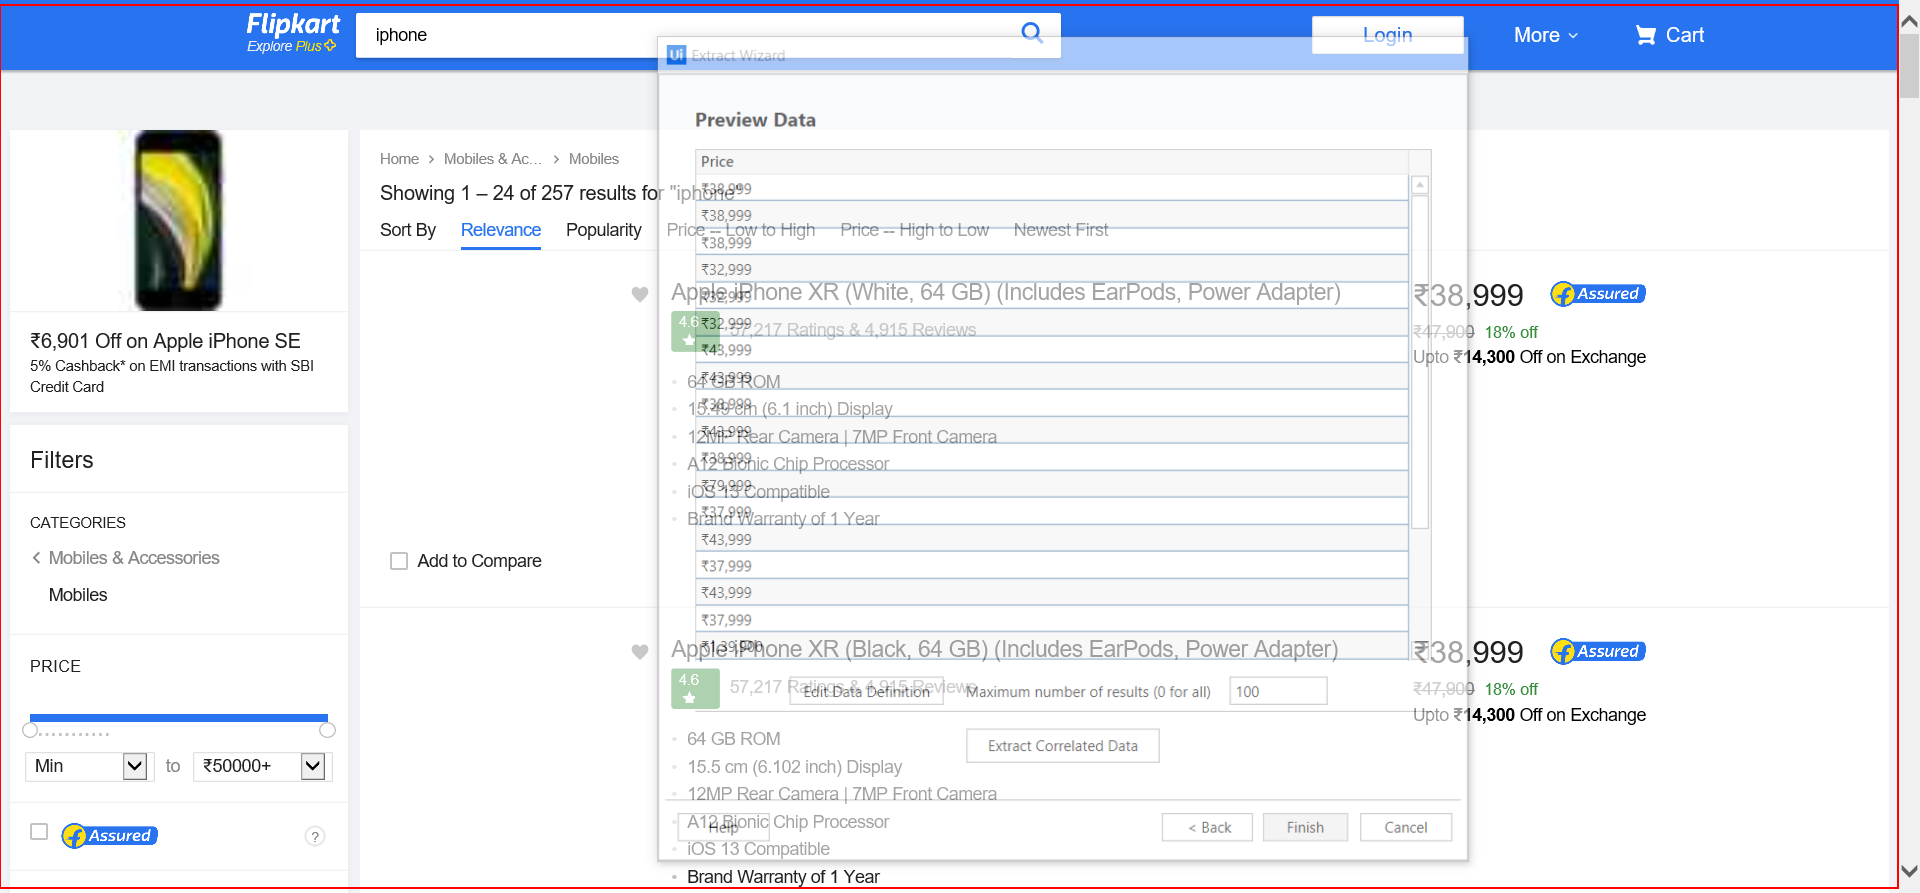 Flipkart
Explore Plus
iphone
Login
More
Cart
Ui Extract Wizard
Preview Data
Price
₹38,999
₹38,999
₹38,999
₹32,999
₹32,999
₹32,999
₹43,999
₹43,999
₹38,999
₹43,999
₹38,999
₹79,999
₹37,999
₹43,999
₹37,999
₹43,999
₹37,999
₹1,39,900
Edit Data Definition
Maximum number of results (0 for all)
100
Extract Correlated Data
Help
< Back
Finish
Cancel
₹6,901 Off on Apple iPhone SE
5% Cashback* on EMI transactions with SBI
Credit Card
Filters
CATEGORIES
Mobiles & Accessories
Mobiles
PRICE
Min
to
₹50000+
Assured
?
Home > Mobiles & Ac... > Mobiles
Showing 1 – 24 of 257 results for "iphone"
Sort By Relevance Popularity Price -- Low to High Price -- High to Low Newest First
Apple iPhone XR (White, 64 GB) (Includes EarPods, Power Adapter)
4.6
57,217 Ratings & 4,915 Reviews
64 GB ROM
15.49 cm (6.1 inch) Display
12MP Rear Camera | 7MP Front Camera
A12 Bionic Chip Processor
iOS 13 Compatible
Brand Warranty of 1 Year
Add to Compare
₹38,999
Assured
₹47,900 18% off
Upto ₹14,300 Off on Exchange
Apple iPhone XR (Black, 64 GB) (Includes EarPods, Power Adapter)
4.6
57,217 Ratings & 4,915 Reviews
64 GB ROM
15.5 cm (6.102 inch) Display
12MP Rear Camera | 7MP Front Camera
A12 Bionic Chip Processor
iOS 13 Compatible
Brand Warranty of 1 Year
₹38,999
Assured
₹47,900 18% off
Upto ₹14,300 Off on Exchange